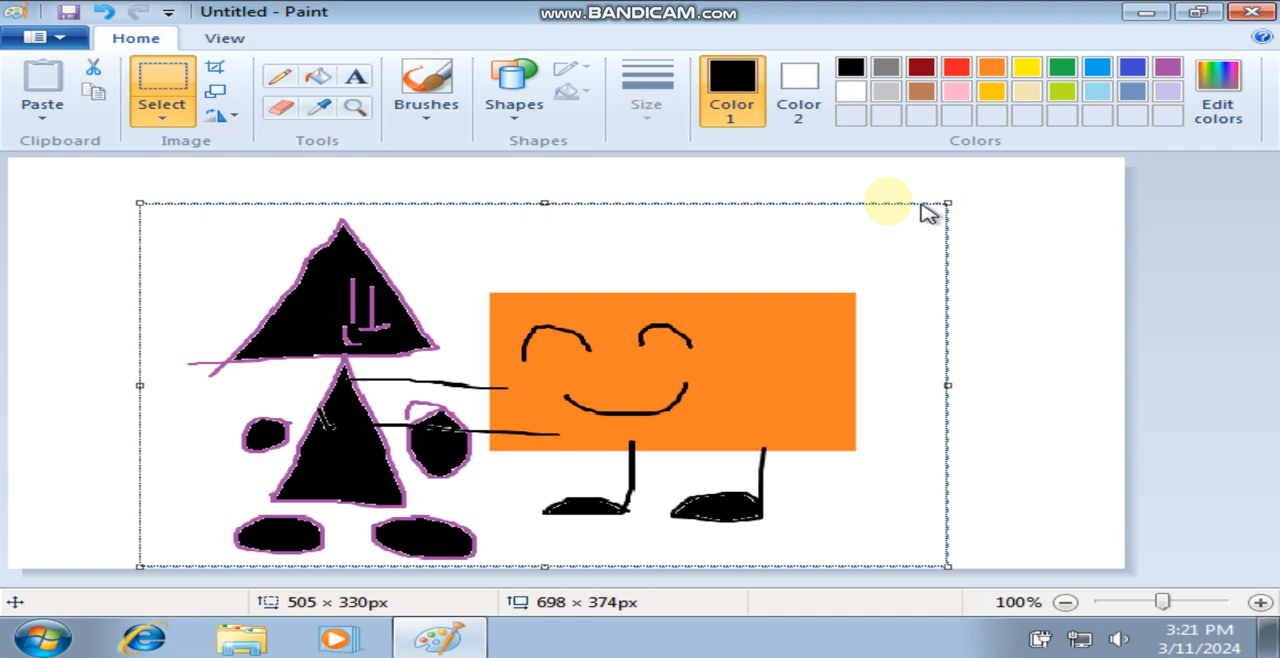 Untitled - Paint
www.BANDICAM.com
Home
View
Paste
Select
Brushes
Shapes
Size
Color 1
Color 2
Edit colors
Clipboard
Image
Tools
Shapes
Colors
505 × 330px
698 × 374px
100%
3:21 PM
3/11/2024